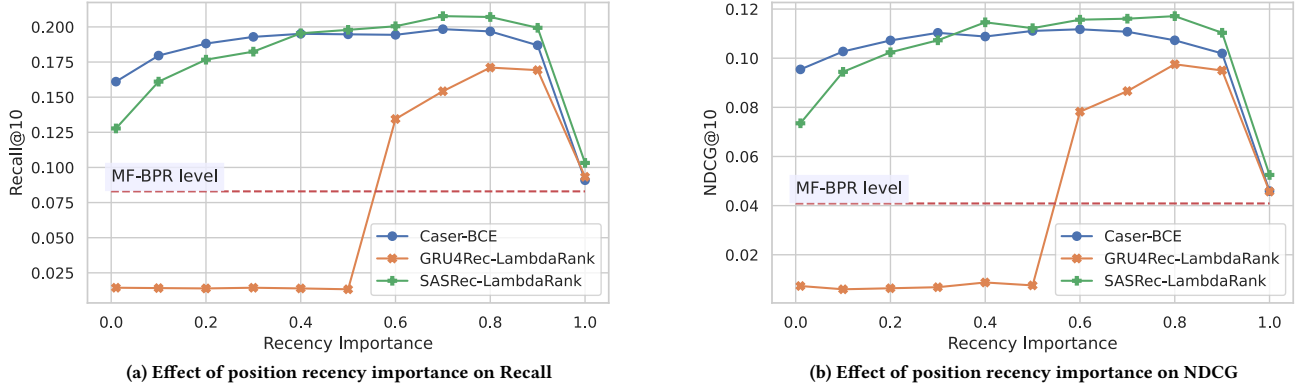 0.200
0.175
0.150
0.125
0.100
0.075
0.050
0.025
Recall@10
MF-BPR level
Caser-BCE
GRU4Rec-LambdaRank
SASRec-LambdaRank
0.0 0.2 0.4 0.6 0.8 1.0
Recency Importance
(a) Effect of position recency importance on Recall
0.12
0.10
0.08
0.06
0.04
0.02
NDCG@10
MF-BPR level
Caser-BCE
GRU4Rec-LambdaRank
SASRec-LambdaRank
0.0 0.2 0.4 0.6 0.8 1.0
Recency Importance
(b) Effect of position recency importance on NDCG